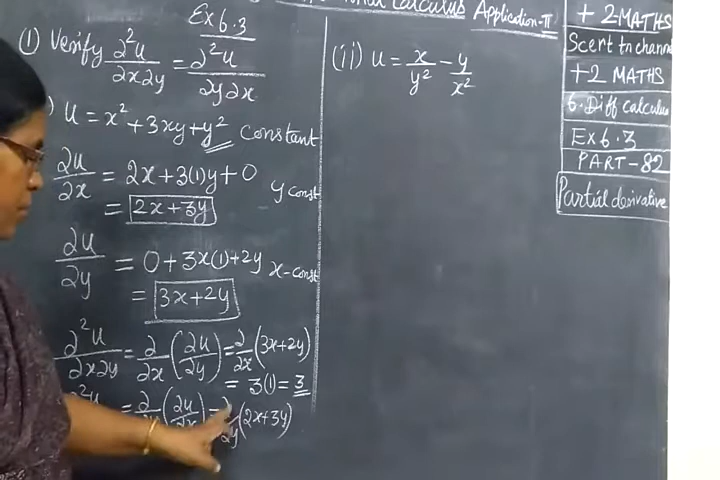 Calculus Application-II
Ex 6.3
(1) Verify ∂²u/∂x∂y = ∂²u/∂y∂x
) u = x² + 3xy + y² constant
∂u/∂x = 2x + 3(1)y + 0 y const
= 2x + 3y
∂u/∂y = 0 + 3x(1) + 2y x-const
= 3x + 2y
∂²u/∂x∂y = ∂/∂x (∂u/∂y) = ∂/∂x (3x + 2y)
= 3(1) = 3
∂²u = ∂/∂y (∂u/∂x) = ∂/∂y (2x + 3y)
(ii) u = x/y² - y/x²
+ 2 MATHS
Scert tn channe
+2 MATHS
6. Diff calculus
Ex 6.3
PART-82
Partial derivative